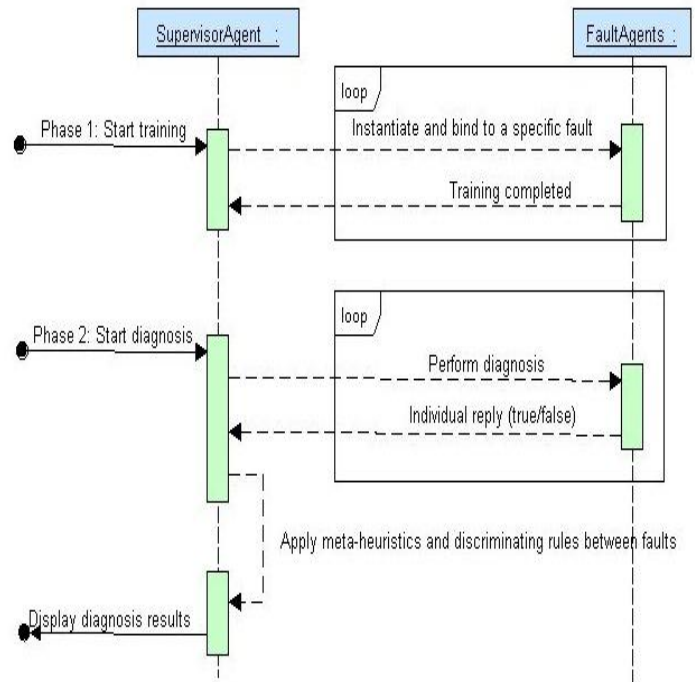 SupervisorAgent :
FaultAgents :
loop
Phase 1: Start training
Instantiate and bind to a specific fault
Training completed
loop
Phase 2: Start diagnosis
Perform diagnosis
Individual reply (true/false)
Apply meta-heuristics and discriminating rules between faults
Display diagnosis results